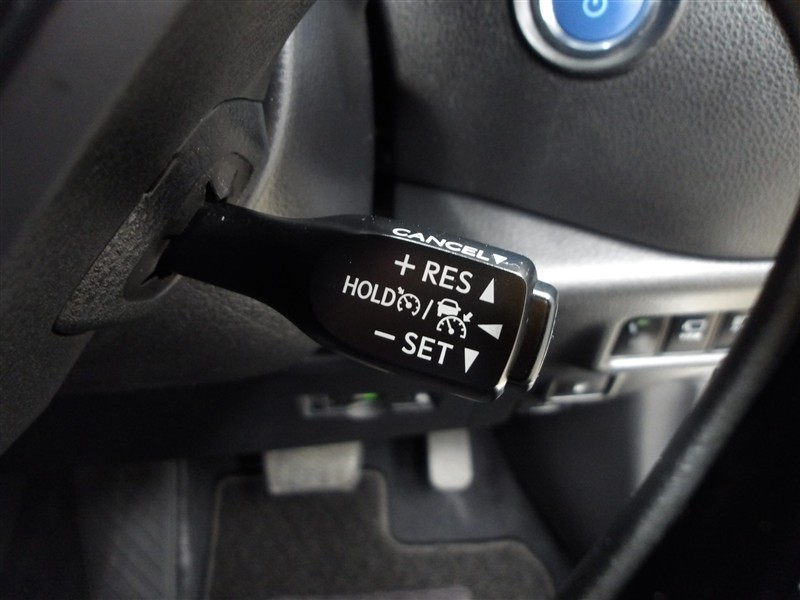 CANCEL▼
+ RES ▲
HOLD / ◀
− SET ▼